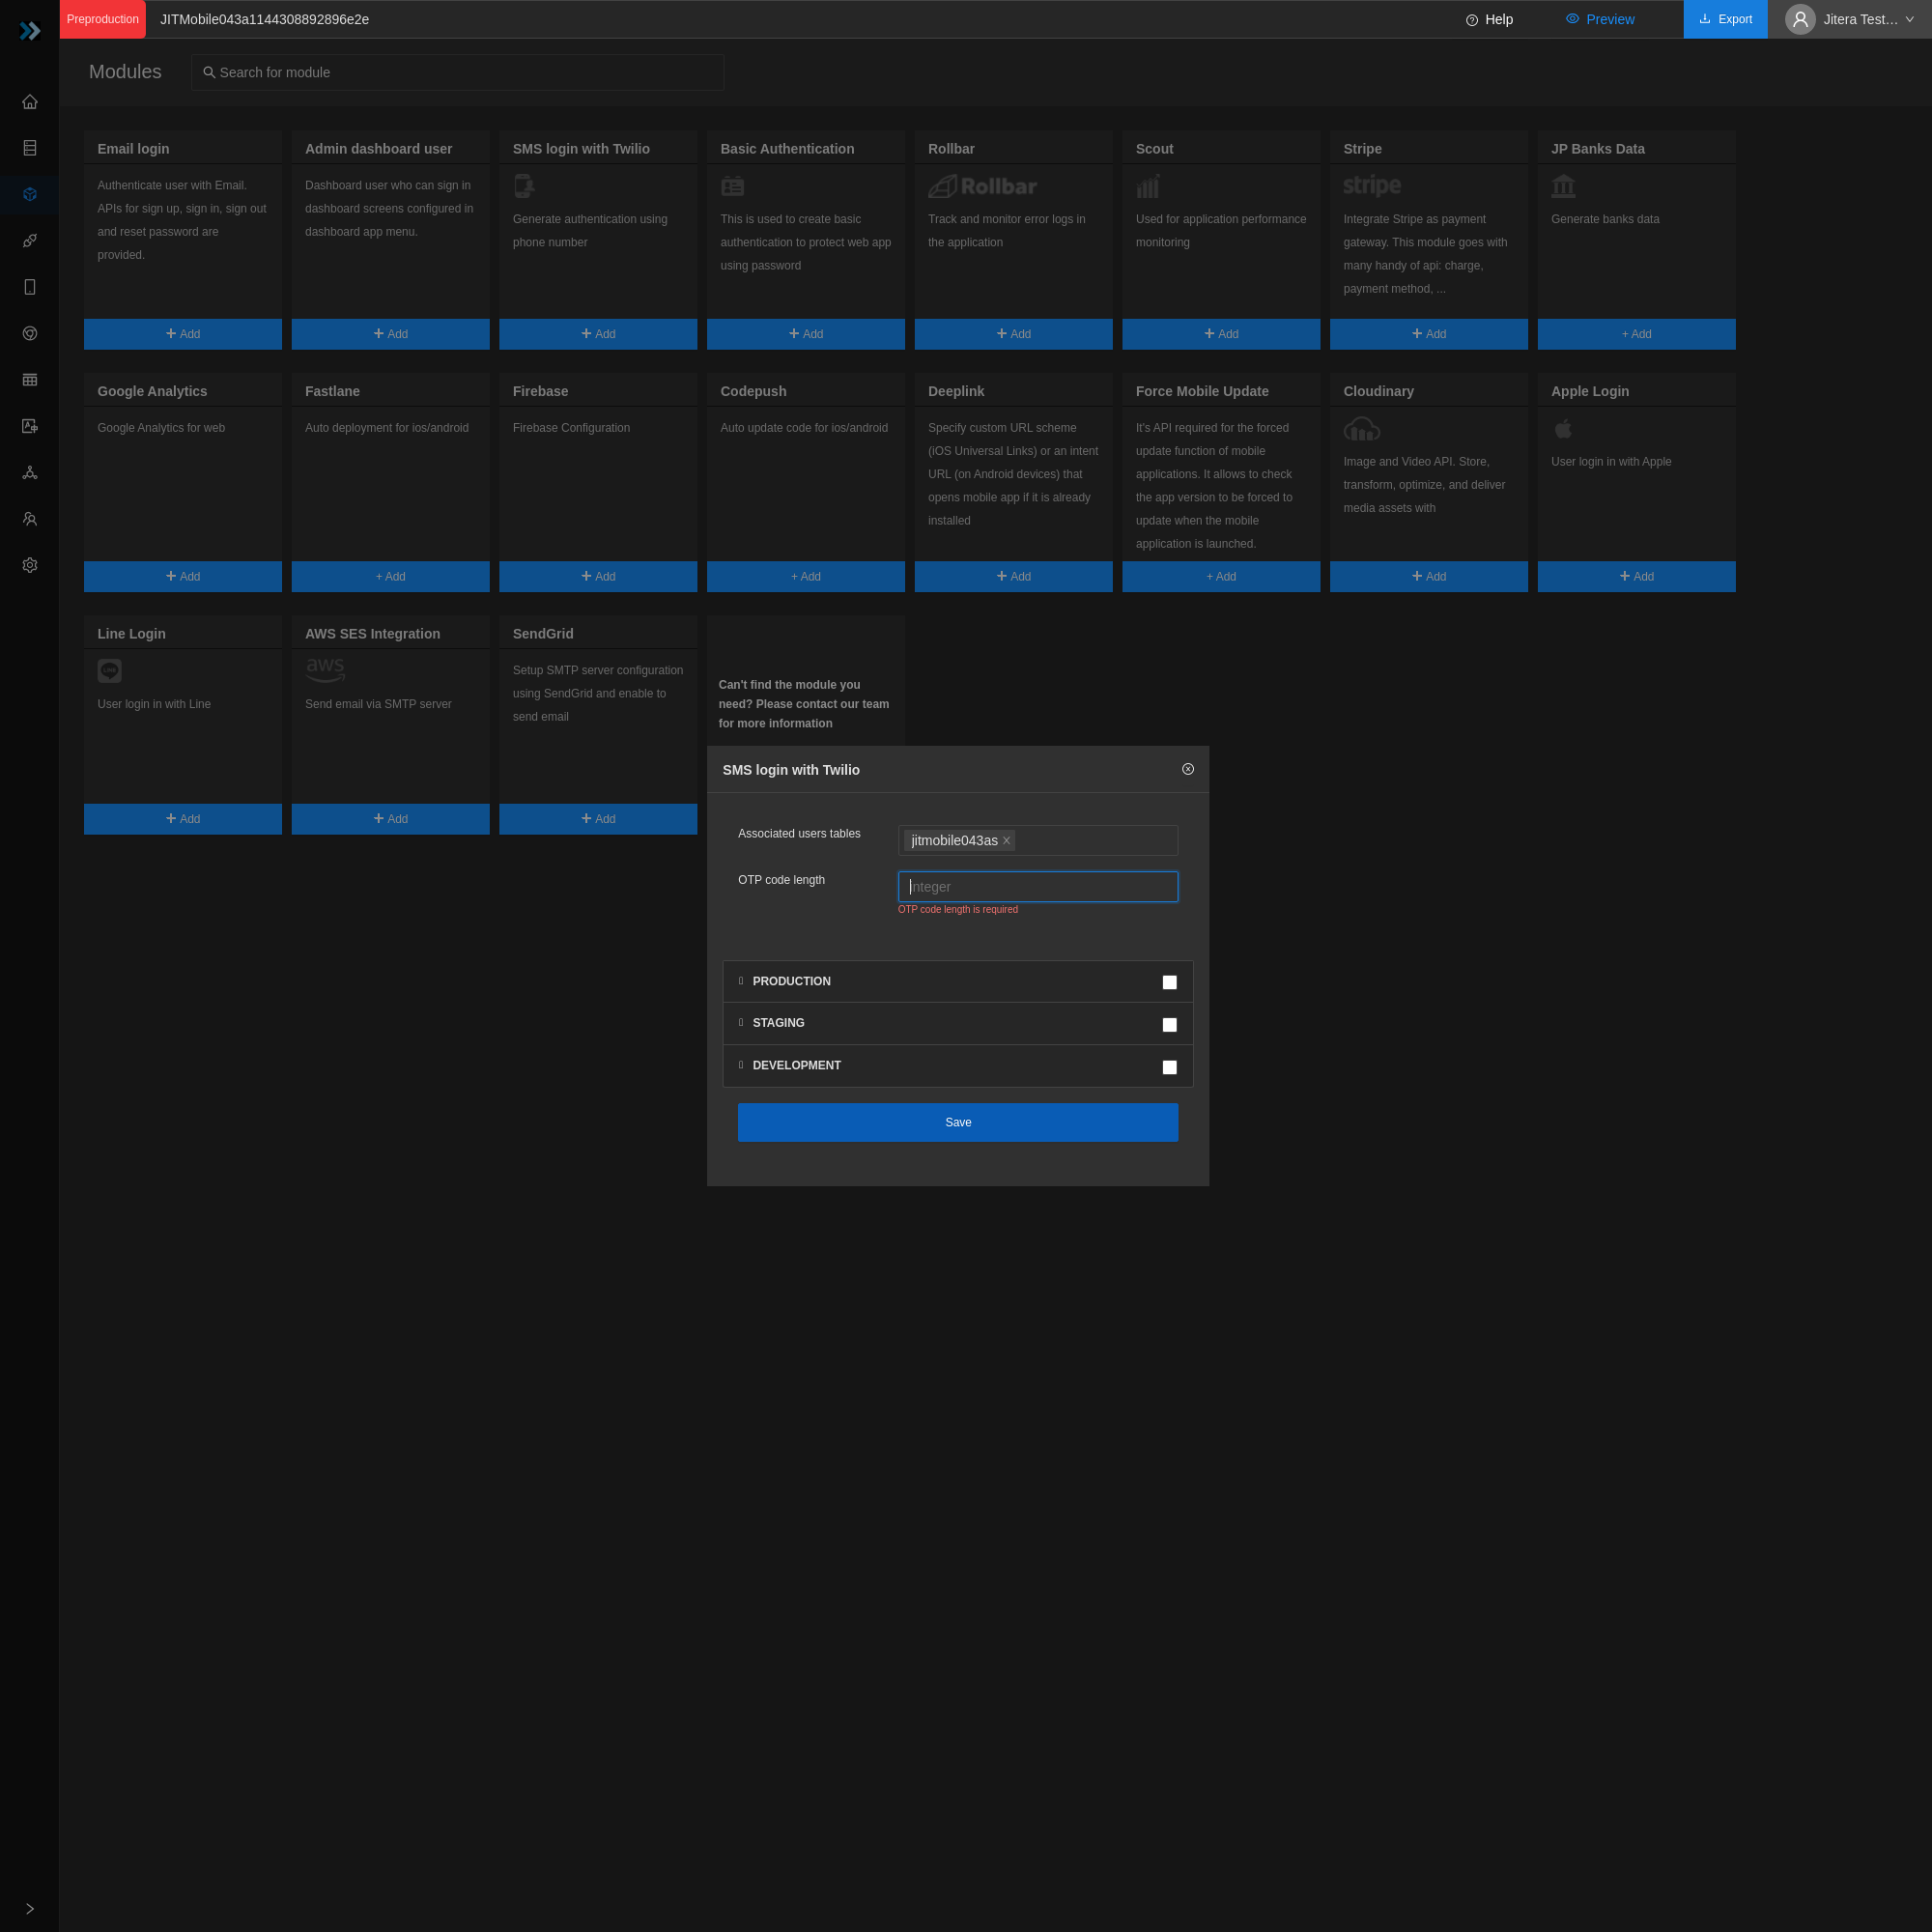 Preproduction
JITMobile043a1144308892896e2e
Help
Preview
Export
Jitera Test...
Modules
Search for module
Email login
Authenticate user with Email.
APIs for sign up, sign in, sign out
and reset password are
provided.
Add
Admin dashboard user
Dashboard user who can sign in
dashboard screens configured in
dashboard app menu.
Add
SMS login with Twilio
Generate authentication using
phone number
Add
Basic Authentication
This is used to create basic
authentication to protect web app
using password
Add
Rollbar
Rollbar
Track and monitor error logs in
the application
Add
Scout
Used for application performance
monitoring
Add
Stripe
stripe
Integrate Stripe as payment
gateway. This module goes with
many handy of api: charge,
payment method, ...
Add
JP Banks Data
Generate banks data
+ Add
Google Analytics
Google Analytics for web
Add
Fastlane
Auto deployment for ios/android
+ Add
Firebase
Firebase Configuration
Add
Codepush
Auto update code for ios/android
+ Add
Deeplink
Specify custom URL scheme
(iOS Universal Links) or an intent
URL (on Android devices) that
opens mobile app if it is already
installed
Add
Force Mobile Update
It's API required for the forced
update function of mobile
applications. It allows to check
the app version to be forced to
update when the mobile
application is launched.
+ Add
Cloudinary
Image and Video API. Store,
transform, optimize, and deliver
media assets with
Add
Apple Login
User login in with Apple
Add
Line Login
LINE
User login in with Line
Add
AWS SES Integration
aws
Send email via SMTP server
Add
SendGrid
Setup SMTP server configuration
using SendGrid and enable to
send email
Add
Can't find the module you
need? Please contact our team
for more information
SMS login with Twilio
Associated users tables
jitmobile043as
OTP code length
integer
OTP code length is required
PRODUCTION
STAGING
DEVELOPMENT
Save